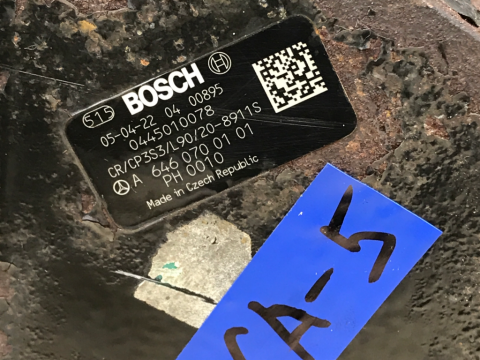 615 BOSCH
05-04-22 04 00895
0445010078
CR/CP3S3/L90/20-8911S
A 646 070 01 01
PH 0010
Made in Czech Republic
CA-5